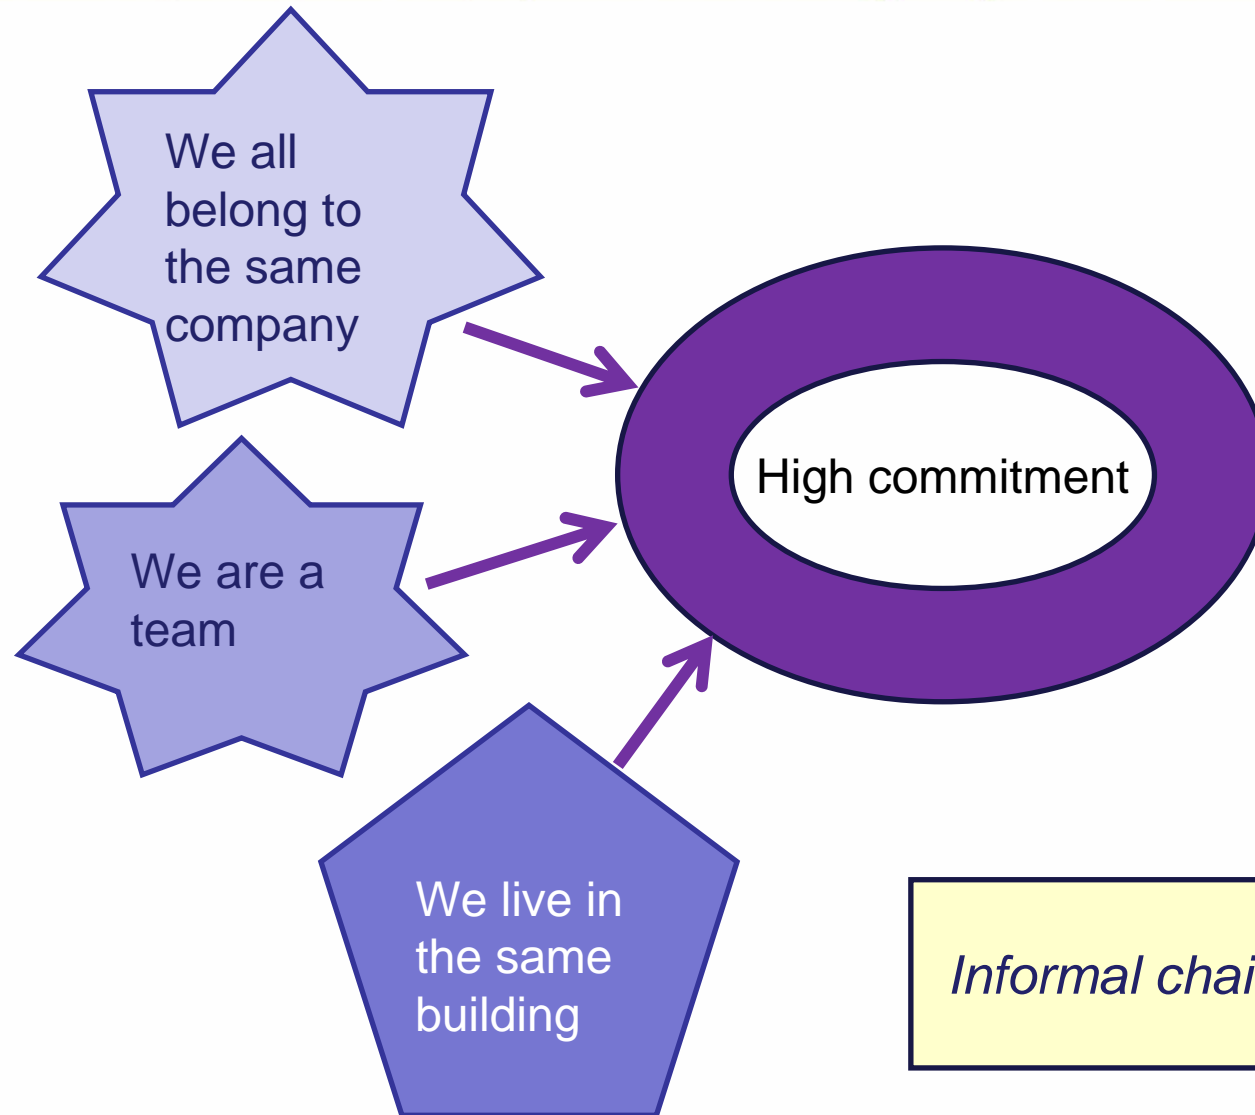 We all
belong to
the same
company
High commitment
We are a
team
We live in
the same
building
Informal